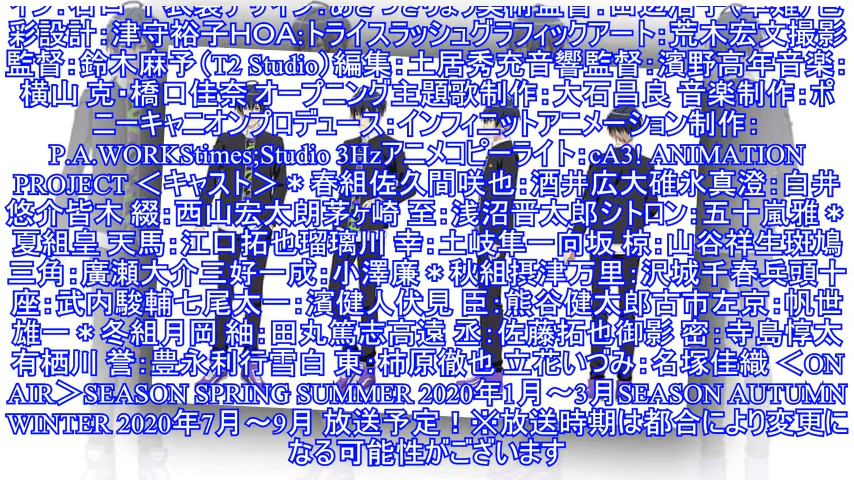 彩設計：津守裕子HOA:トライスラッシュグラフィックアート：荒木宏文撮影
監督：鈴木麻予（T2 Studio）編集：土居秀充音響監督：濱野高年音楽：
横山 克・橋口佳奈 オープニング主題歌制作：大石昌良 音楽制作：ポ
ニーキャニオンプロデュース：インフィニットアニメーション制作：
P.A.WORKStimes;Studio 3Hzアニメコピーライト：cA3! ANIMATION
PROJECT ＜キャスト＞＊春組佐久間咲也：酒井広大碓氷真澄：白井
悠介皆木 綴：西山宏太朗茅ヶ崎 至：浅沼晋太郎シトロン：五十嵐雅＊
夏組皇 天馬：江口拓也瑠璃川 幸：土岐隼一向坂 椋：山谷祥生斑鳩
三角：廣瀬大介三好一成：小澤廉＊秋組摂津万里：沢城千春兵頭十
座：武内駿輔七尾太一：濱健人伏見 臣：熊谷健太郎古市左京：帆世
雄一＊冬組月岡 紬：田丸篤志高遠 丞：佐藤拓也御影 密：寺島惇太
有栖川 誉：豊永利行雪白 東：柿原徹也 立花いづみ：名塚佳織 ＜ON
AIR＞SEASON SPRING SUMMER 2020年1月～3月SEASON AUTUMN
WINTER 2020年7月～9月 放送予定！※放送時期は都合により変更に
なる可能性がございます